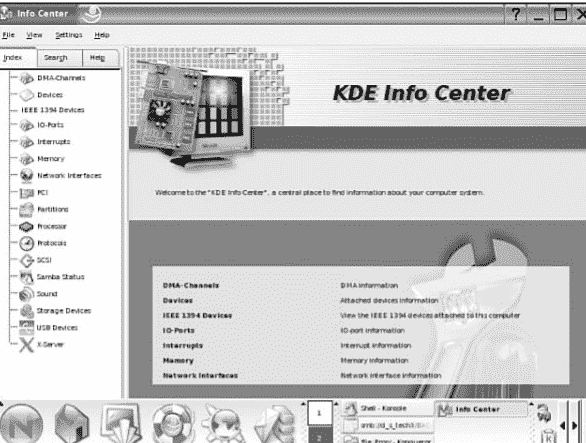 Info Center
File View Settings Help
Index Search Help
DMA-Channels
Devices
IEEE 1394 Devices
IO-Ports
Interrupts
Memory
Network Interfaces
PCI
Partitions
Processor
Protocols
SCSI
Samba Status
Sound
Storage Devices
USB Devices
X-Server
KDE Info Center
Welcome to the "KDE Info Center", a central place to find information about your computer system.
DMA-Channels DMA information
Devices Attached devices information
IEEE 1394 Devices View the IEEE 1394 devices attached to this computer
IO-Ports IO-port information
Interrupts Interrupt information
Memory Memory information
Network Interfaces Network interface information
1
2
Shell - Konsole
Info Center